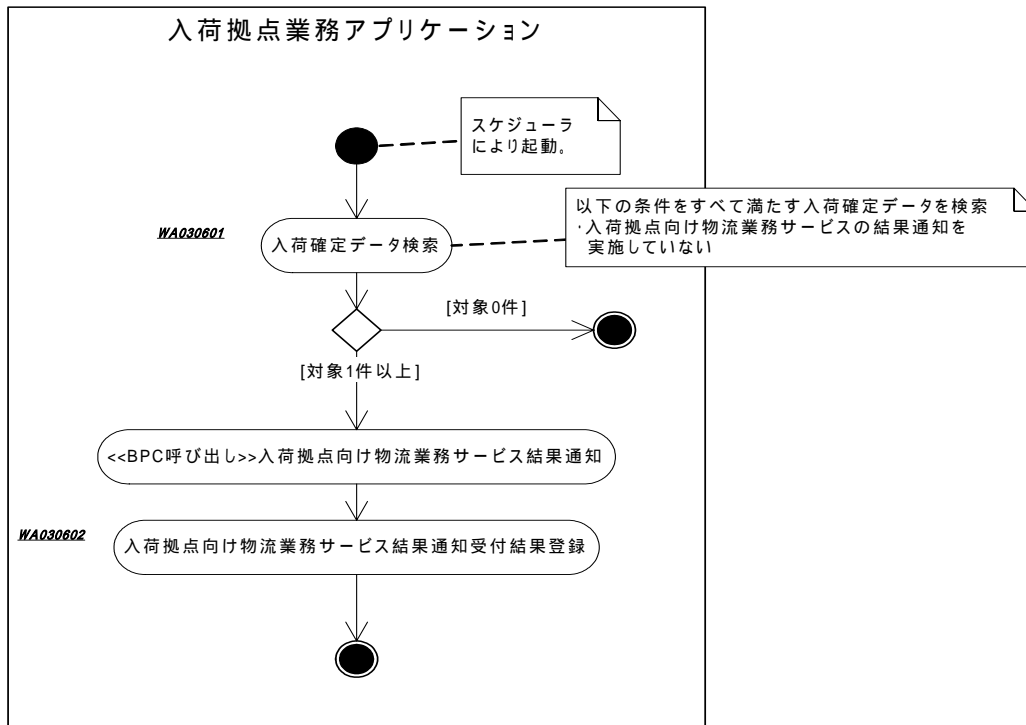 入荷拠点業務アプリケーション
スケジューラ
により起動。
以下の条件をすべて満たす入荷確定データを検索
・入荷拠点向け物流業務サービスの結果通知を
実施していない
WA030601
入荷確定データ検索
[対象0件]
[対象1件以上]
<<BPC呼び出し>>入荷拠点向け物流業務サービス結果通知
WA030602
入荷拠点向け物流業務サービス結果通知受付結果登録